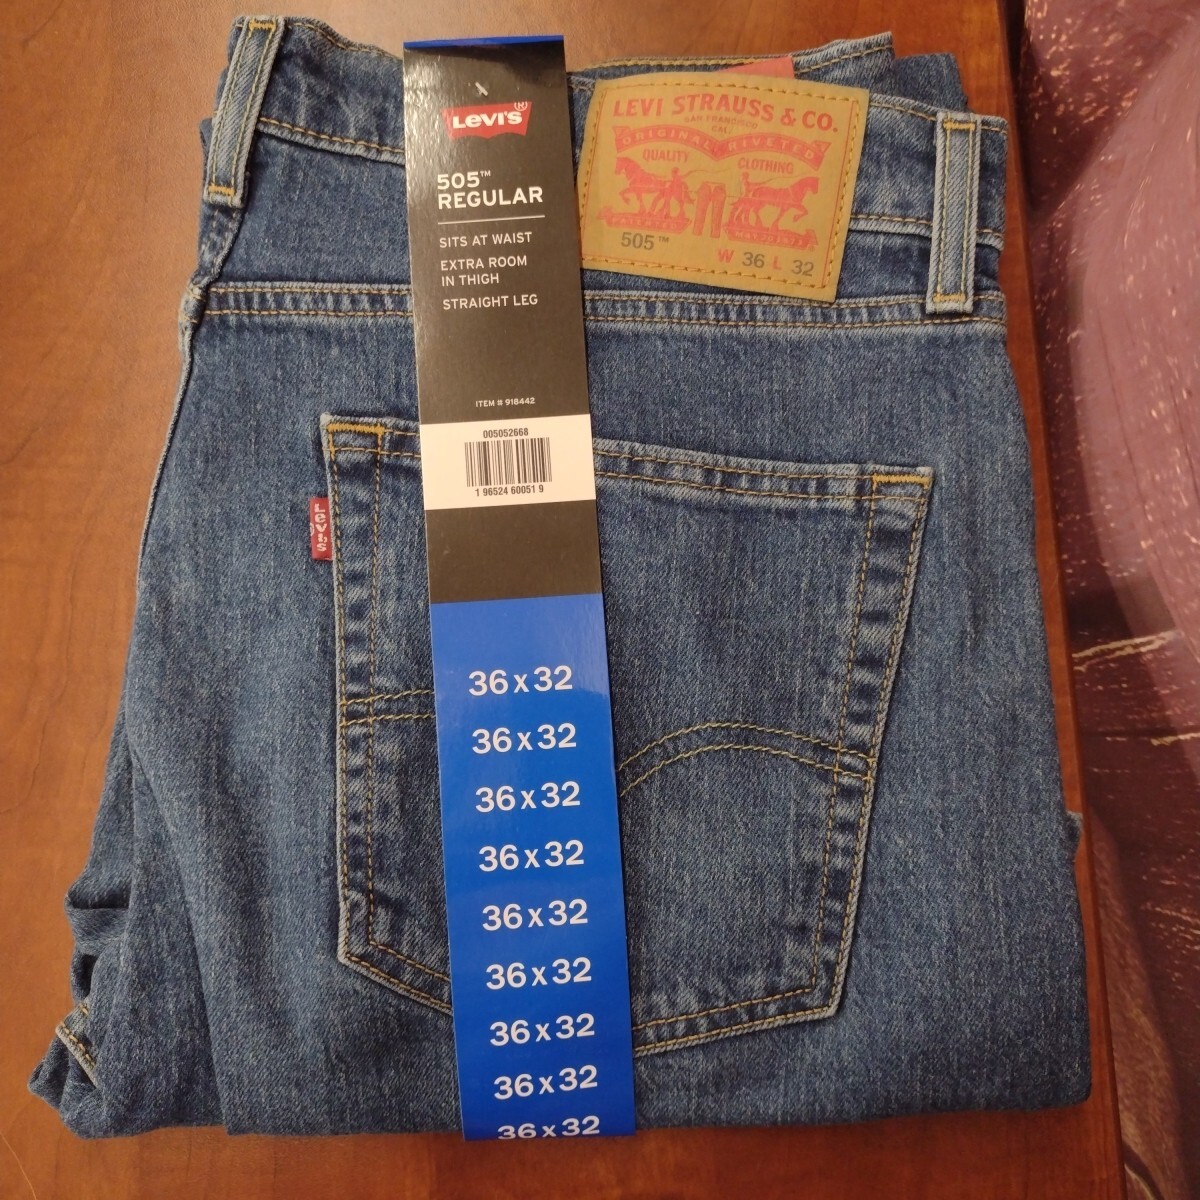 LEVI'S®
505™
REGULAR
SITS AT WAIST
EXTRA ROOM
IN THIGH
STRAIGHT LEG
ITEM # 918442
005052668
1 96524 60051 9
36 x 32
36 x 32
36 x 32
36 x 32
36 x 32
36 x 32
36 x 32
36 x 32
36 x 32
LEVI STRAUSS & CO.
SAN FRANCISCO
CAL.
ORIGINAL RIVETED
QUALITY CLOTHING
505™
W 36 L 32
Levi's